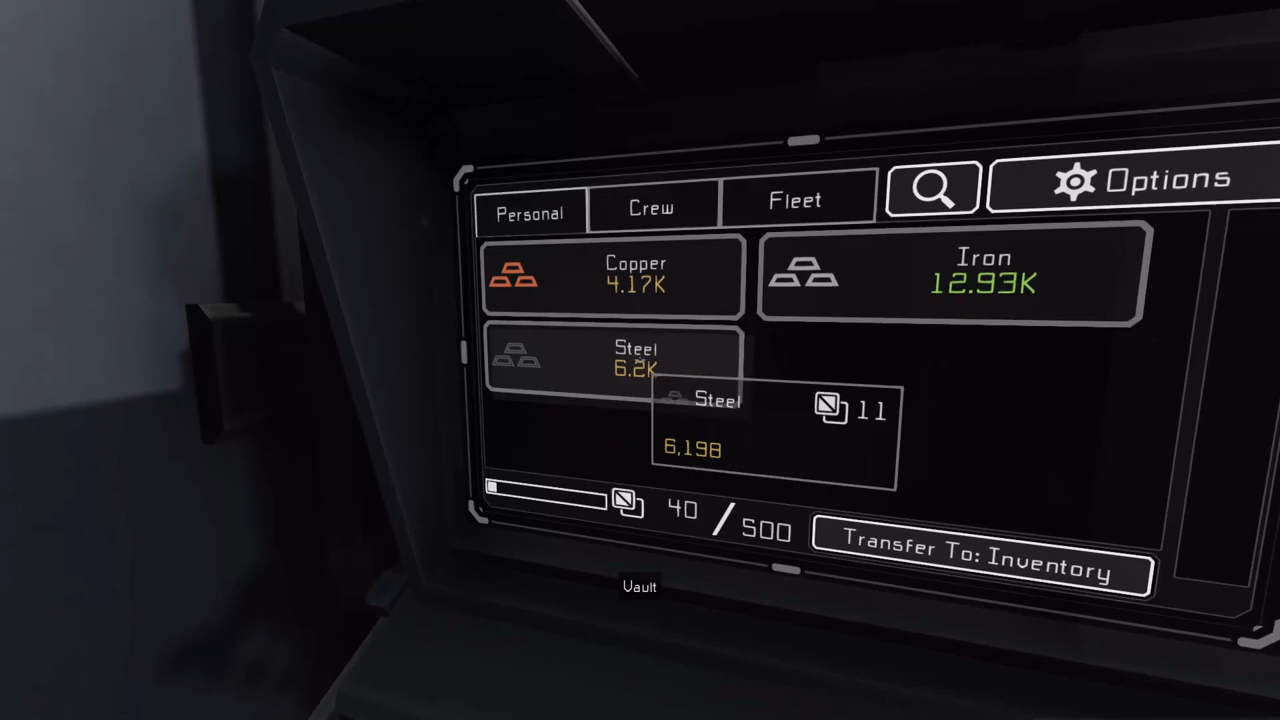 Personal
Crew
Fleet
Options
Copper
4.17K
Iron
12.93K
Steel
6.2K
Steel
11
6,198
40 / 500
Transfer To: Inventory
Vault